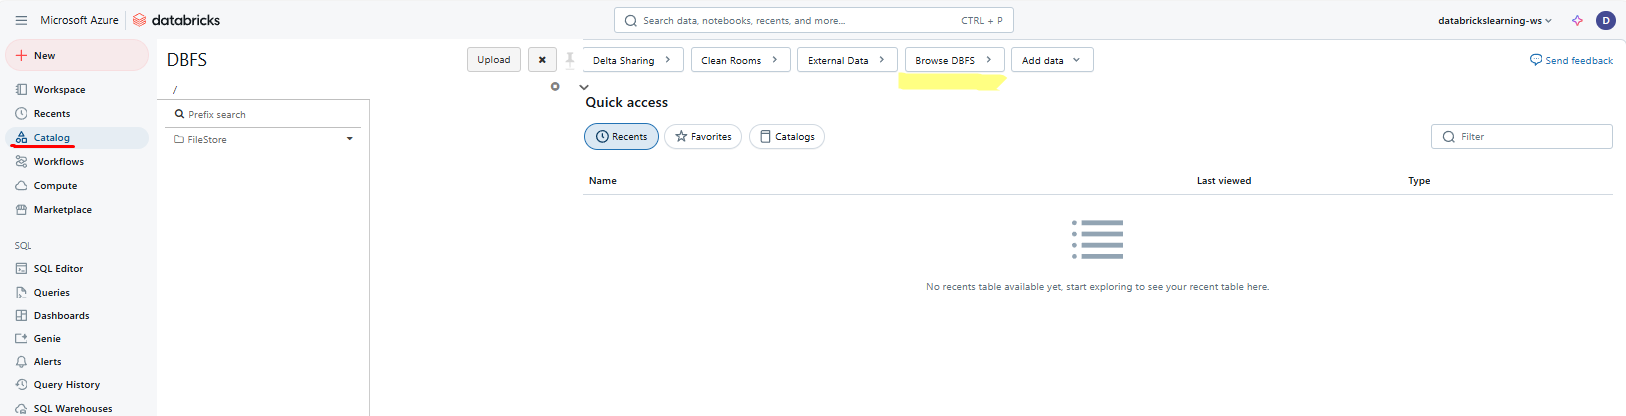 Microsoft Azure databricks Search data, notebooks, recents, and more... CTRL + P databrickslearning-ws D
New
Workspace
Recents
Catalog
Workflows
Compute
Marketplace
SQL
SQL Editor
Queries
Dashboards
Genie
Alerts
Query History
SQL Warehouses
DBFS Upload
/
Prefix search
FileStore
Delta Sharing Clean Rooms External Data Browse DBFS Add data Send feedback
Quick access
Recents Favorites Catalogs Filter
Name Last viewed Type
No recents table available yet, start exploring to see your recent table here.